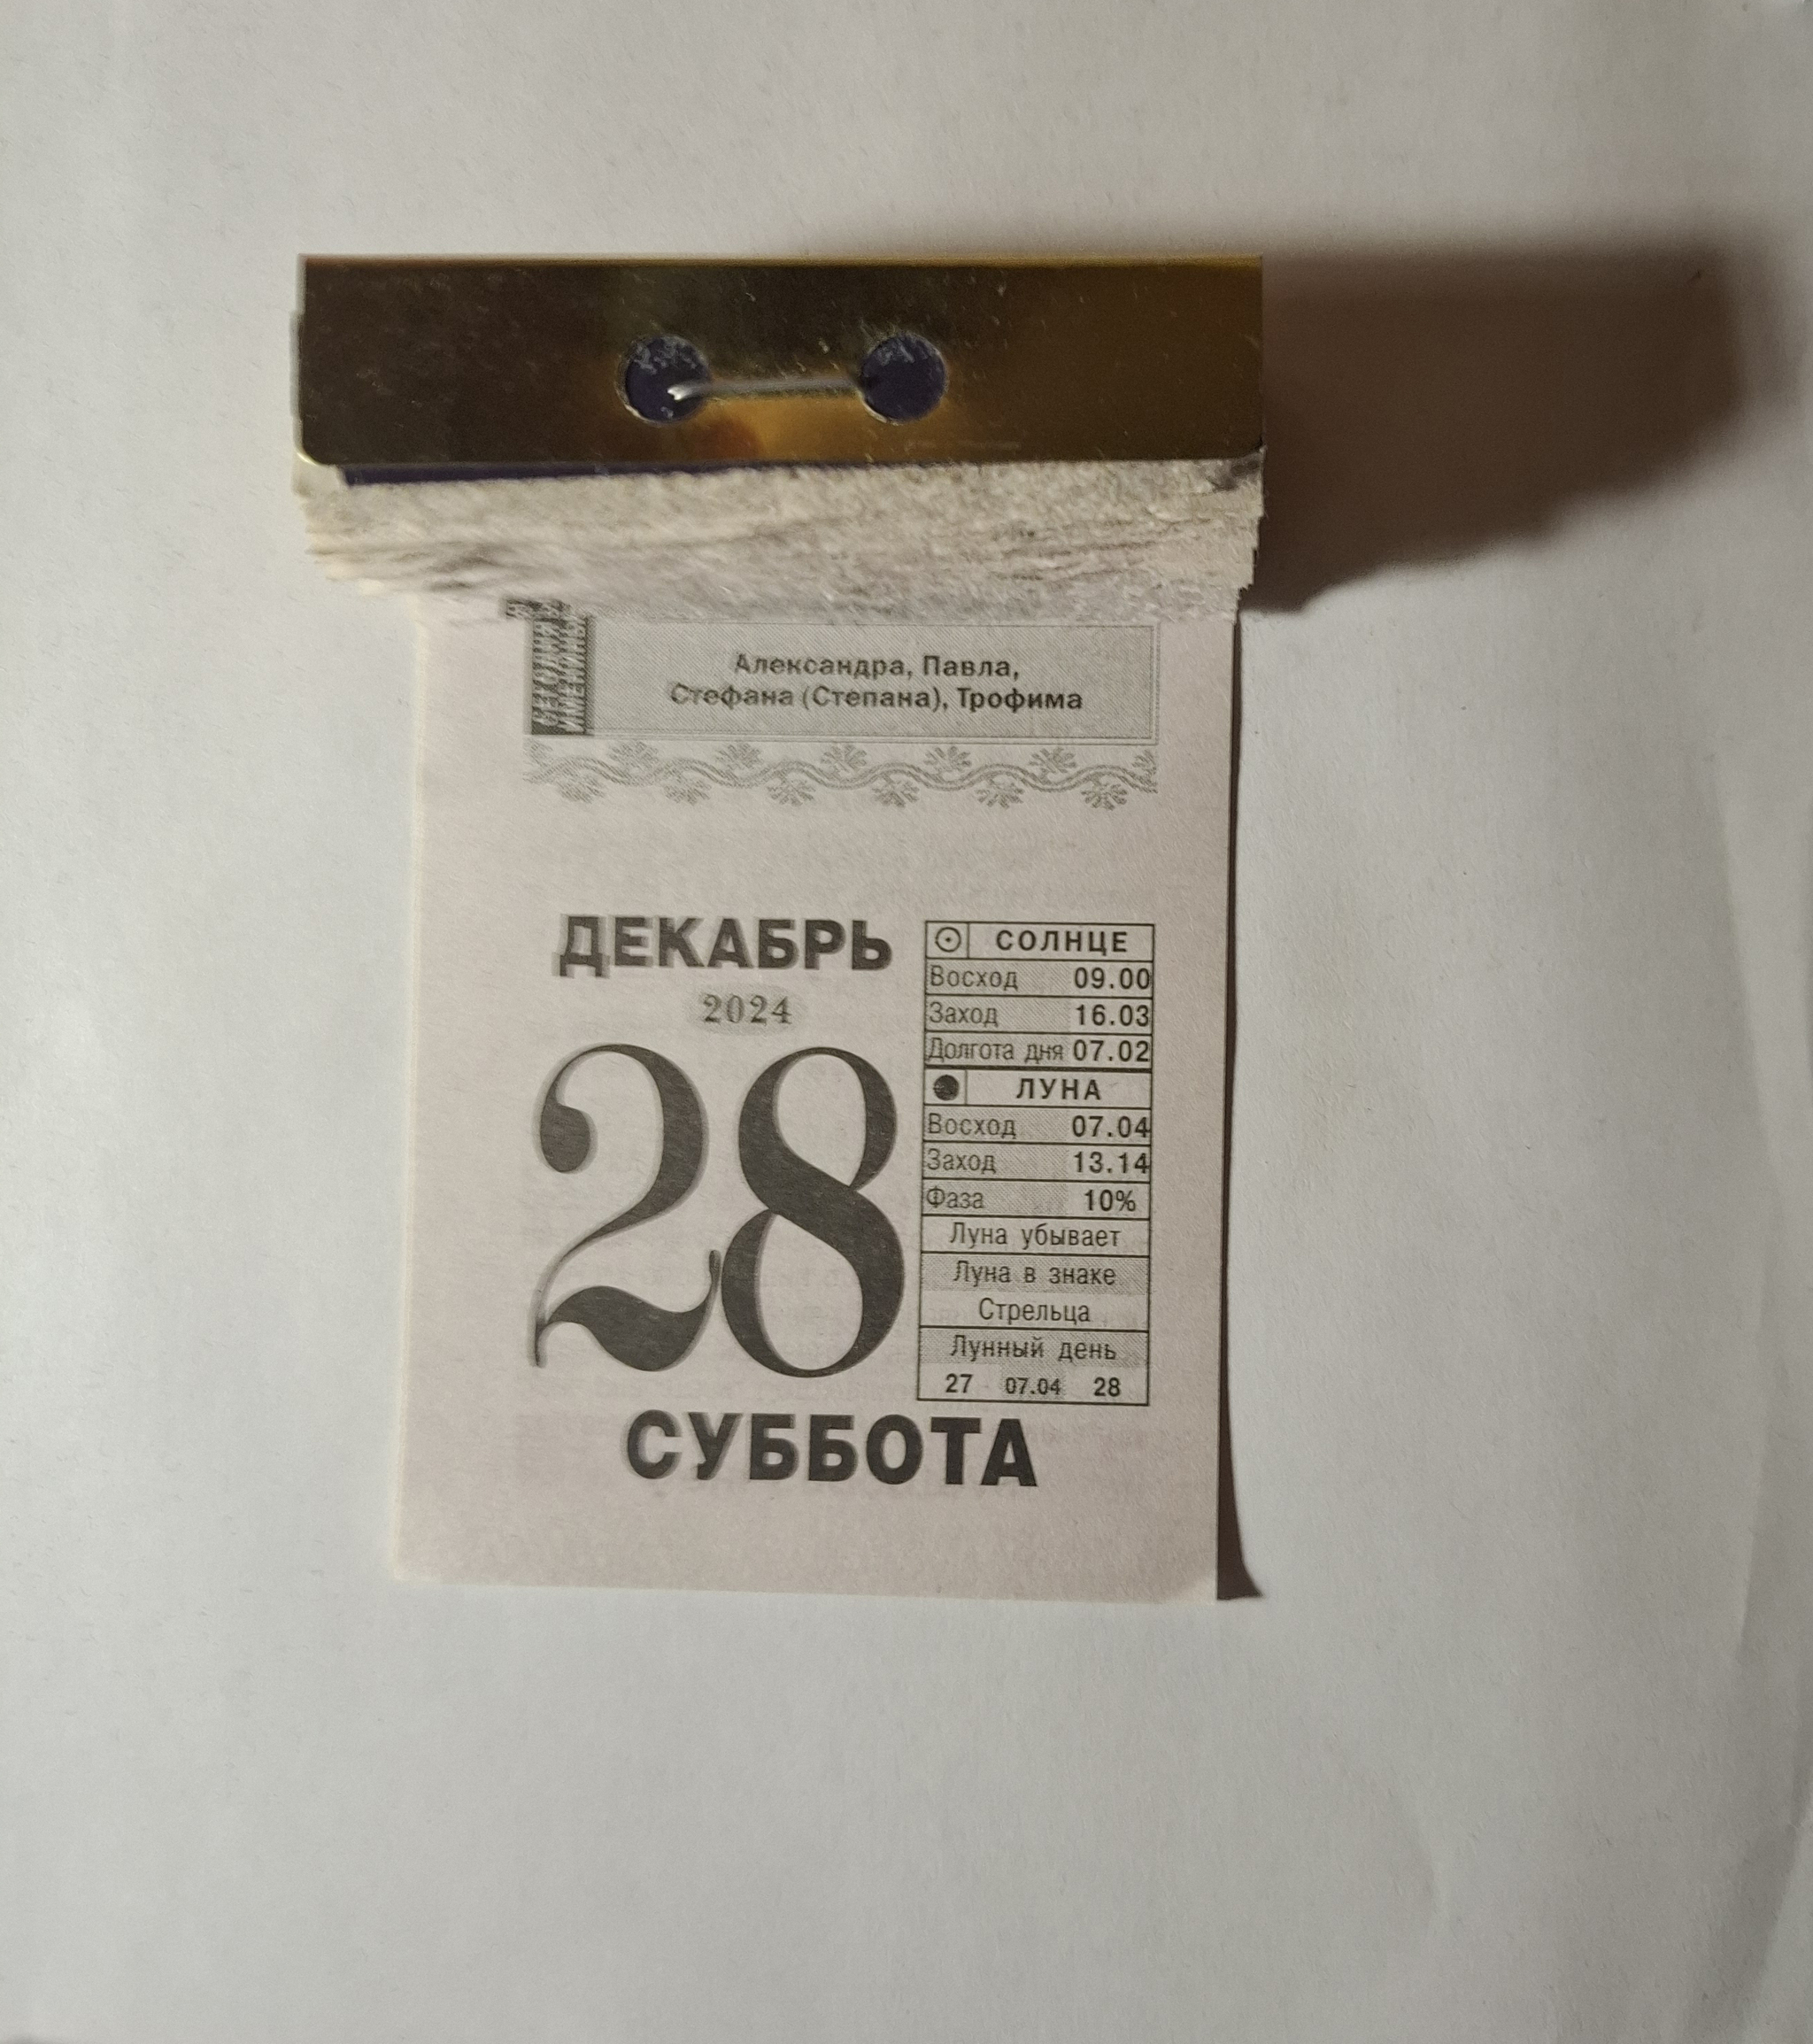 СЕГОДНЯ
ИМЕНИНЫ
Александра, Павла,
Стефана (Степана), Трофима
ДЕКАБРЬ
2024
28
СУББОТА
СОЛНЦЕ
Восход 09.00
Заход 16.03
Долгота дня 07.02
ЛУНА
Восход 07.04
Заход 13.14
Фаза 10%
Луна убывает
Луна в знаке
Стрельца
Лунный день
27 07.04 28